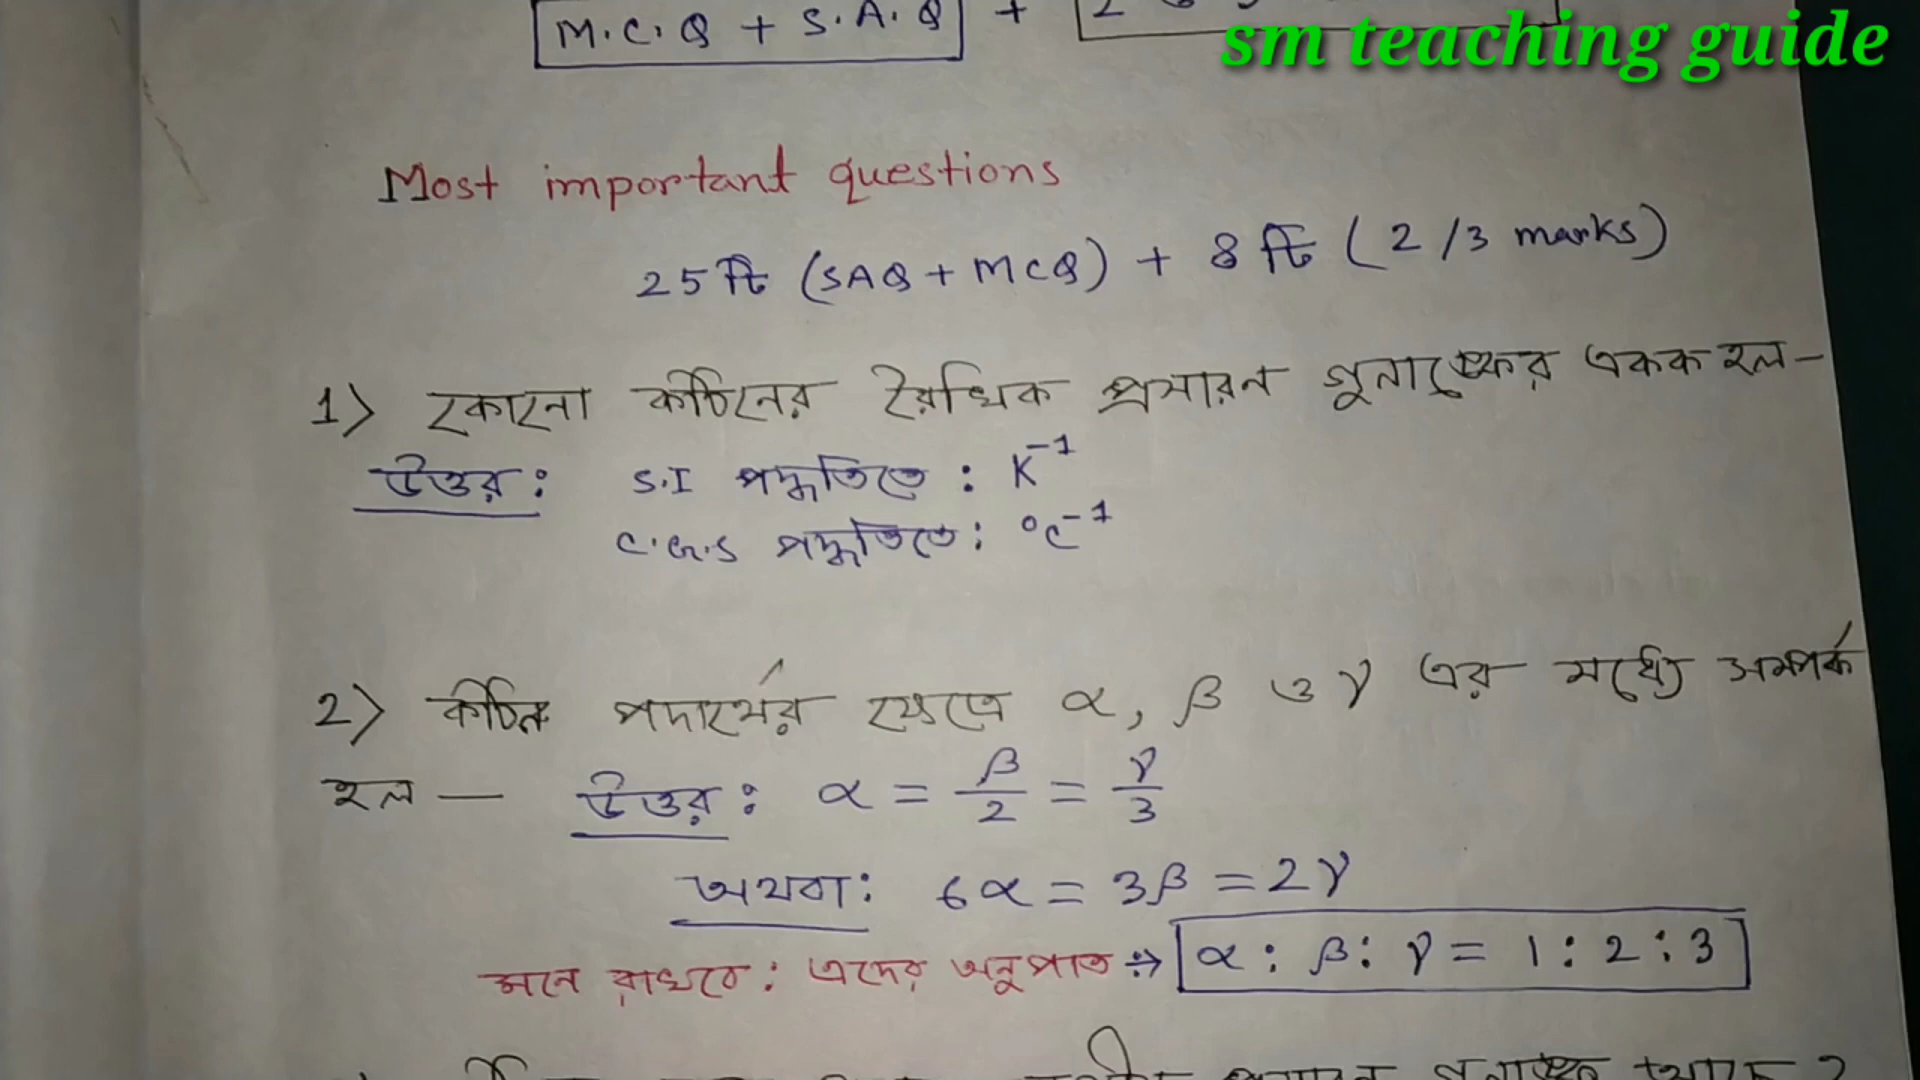 M.C.Q + S.A.Q +
sm teaching guide
Most important questions
25 টি (SAQ + MCQ) + 8 টি (2/3 marks)
1) কোনো কঠিনের রৈখিক প্রসারন গুনাঙ্কের একক হল—
উত্তর: S.I পদ্ধতিতে : K⁻¹
C.G.S পদ্ধতিতে : °C⁻¹
2) কঠিন পদার্থের ক্ষেত্রে α, β ও γ এর মধ্যে সম্পর্ক
হল — উত্তর : α = β/2 = γ/3
অথবা: 6α = 3β = 2γ
মনে রাখবে : এদের অনুপাত ⇒ α : β : γ = 1 : 2 : 3